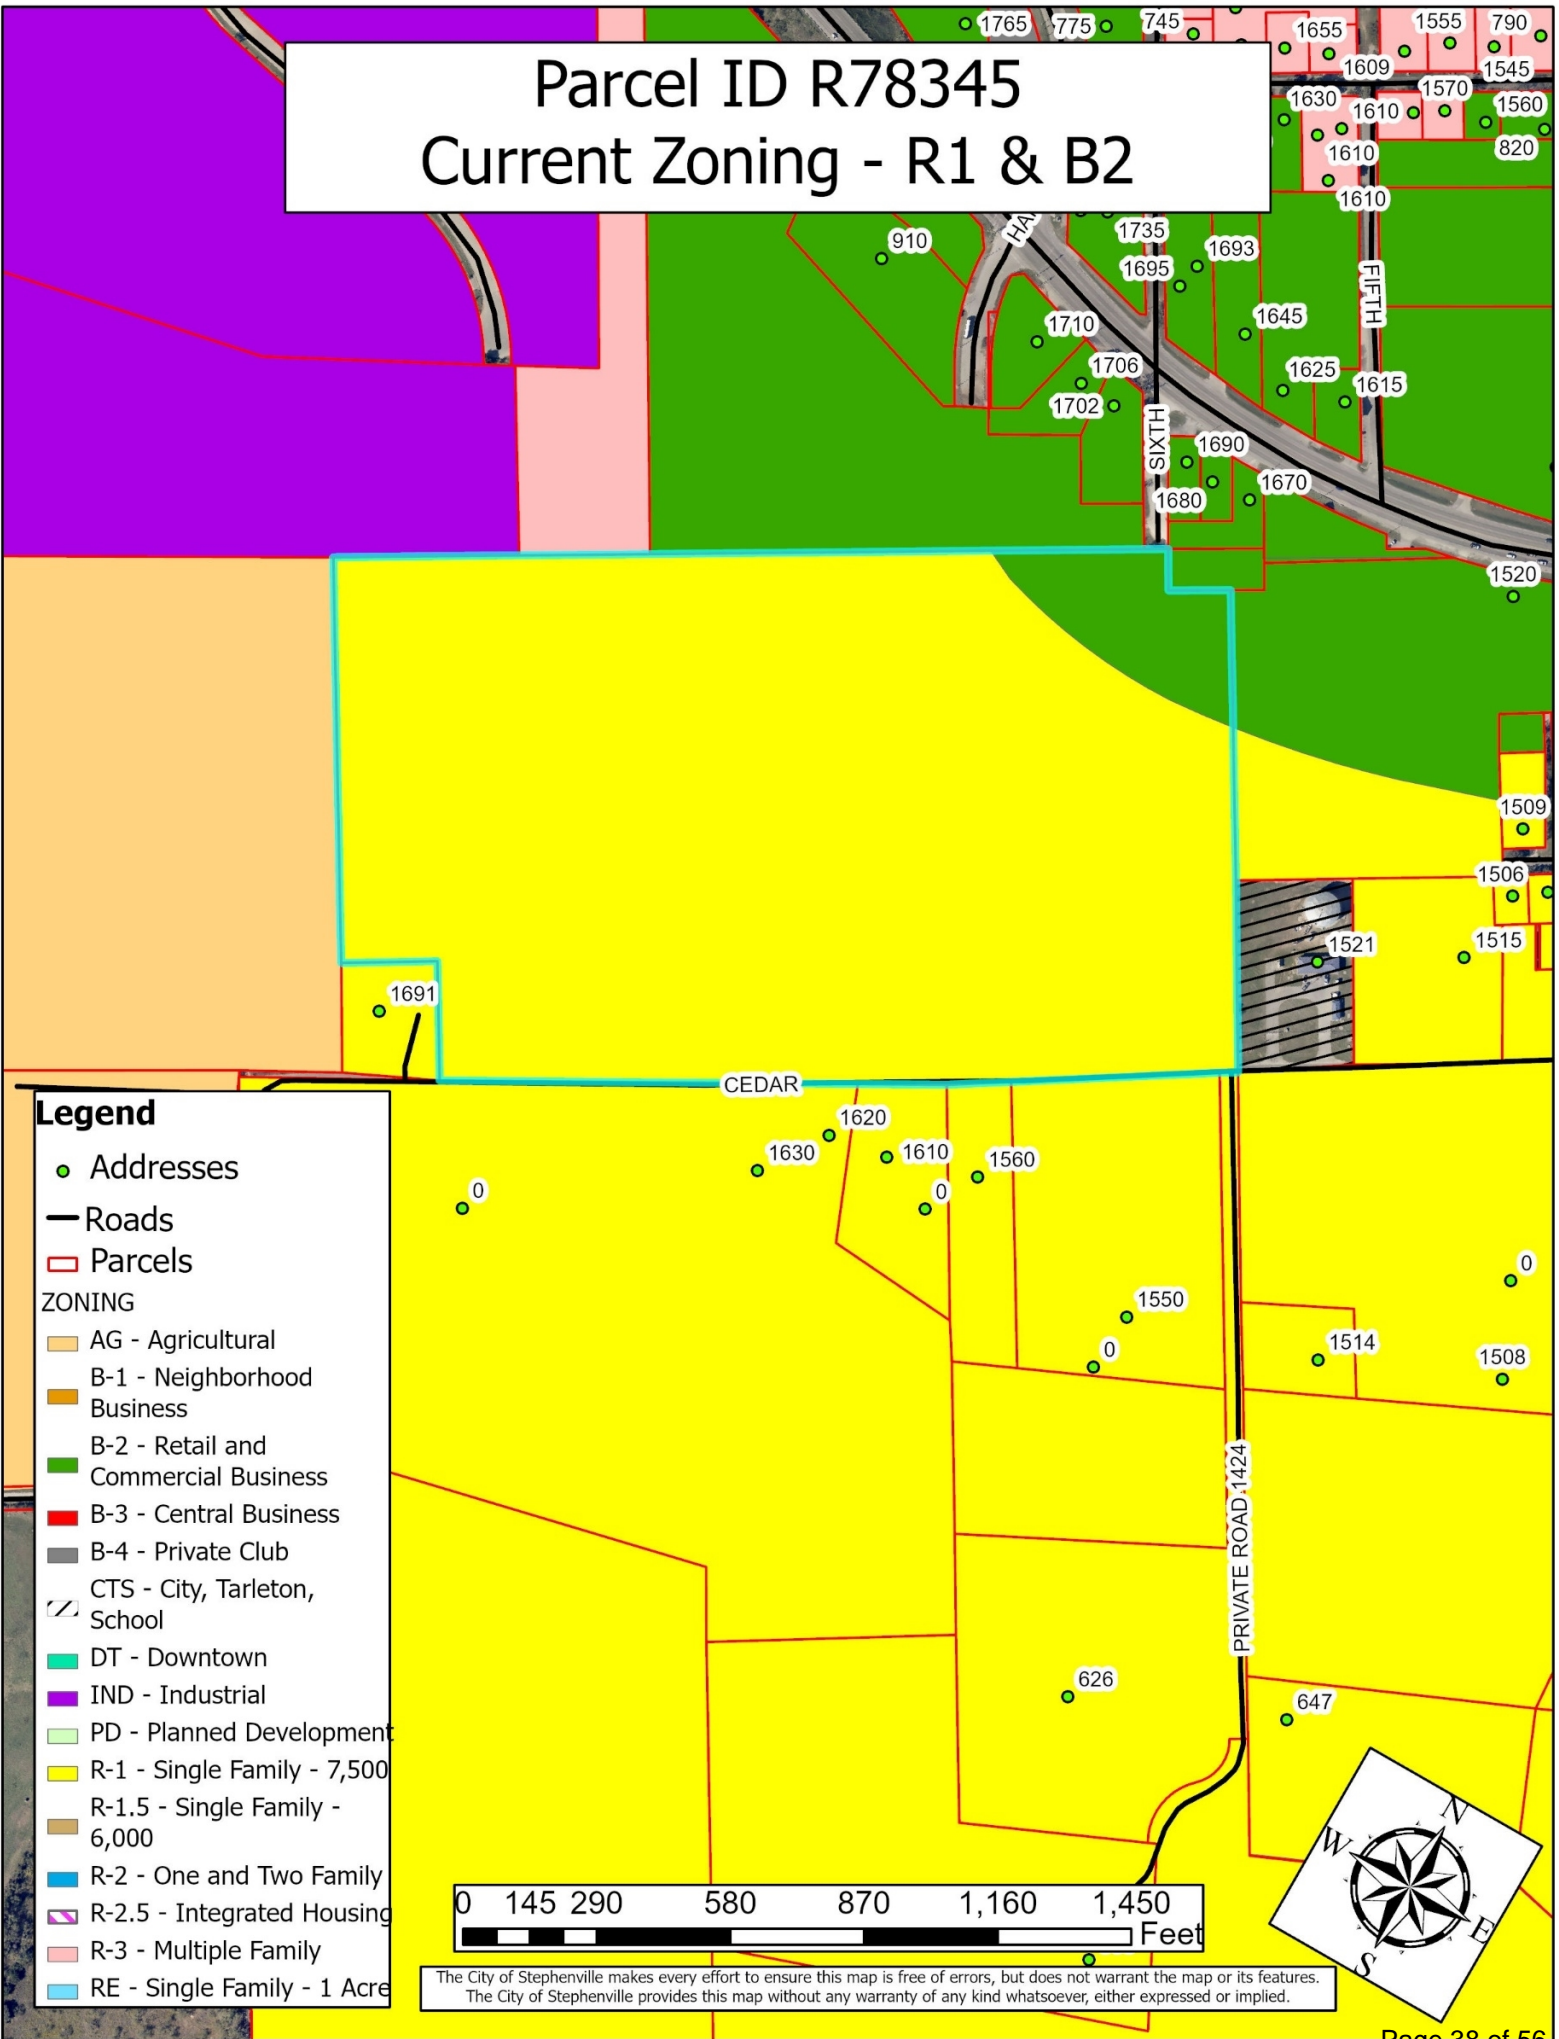 Parcel ID R78345
Current Zoning - R1 & B2
1765
775
745
1655
1555
790
1609
1545
1630
1610
1570
1560
1610
820
1610
910
1735
1695
1693
FIFTH
1710
1645
1706
1702
1625
1615
SIXTH
1690
1680
1670
1520
1509
1506
1521
1515
1691
CEDAR
1620
1630
1610
1560
0
0
0
1550
0
1514
1508
PRIVATE ROAD 1424
626
647
Legend
Addresses
Roads
Parcels
ZONING
AG - Agricultural
B-1 - Neighborhood
Business
B-2 - Retail and
Commercial Business
B-3 - Central Business
B-4 - Private Club
CTS - City, Tarleton,
School
DT - Downtown
IND - Industrial
PD - Planned Development
R-1 - Single Family - 7,500
R-1.5 - Single Family -
6,000
R-2 - One and Two Family
R-2.5 - Integrated Housing
R-3 - Multiple Family
RE - Single Family - 1 Acre
0 145 290 580 870 1,160 1,450
Feet
N
W
E
S
The City of Stephenville makes every effort to ensure this map is free of errors, but does not warrant the map or its features.
The City of Stephenville provides this map without any warranty of any kind whatsoever, either expressed or implied.
Page 38 of 56